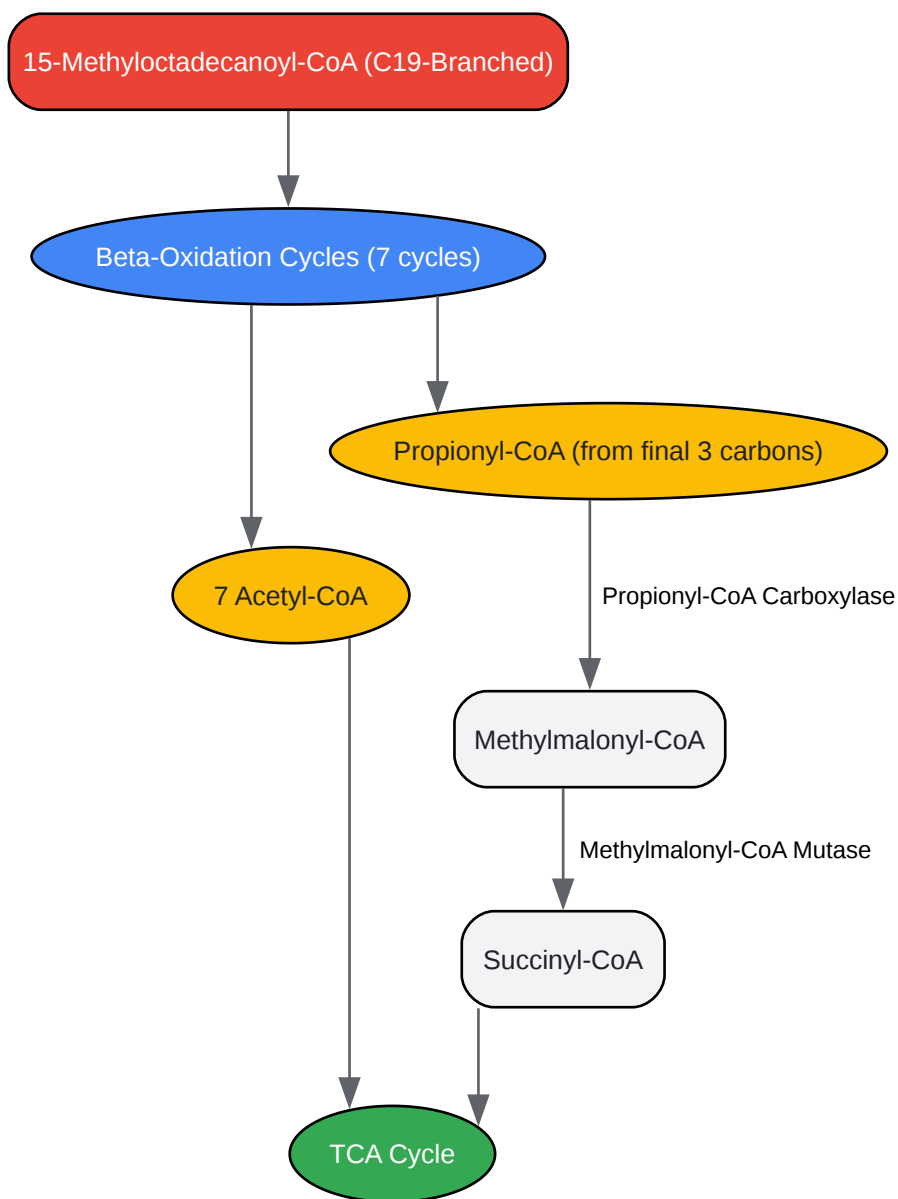 15-Methyloctadecanoyl-CoA (C19-Branched)
Beta-Oxidation Cycles (7 cycles)
Propionyl-CoA (from final 3 carbons)
7 Acetyl-CoA
Propionyl-CoA Carboxylase
Methylmalonyl-CoA
Methylmalonyl-CoA Mutase
Succinyl-CoA
TCA Cycle